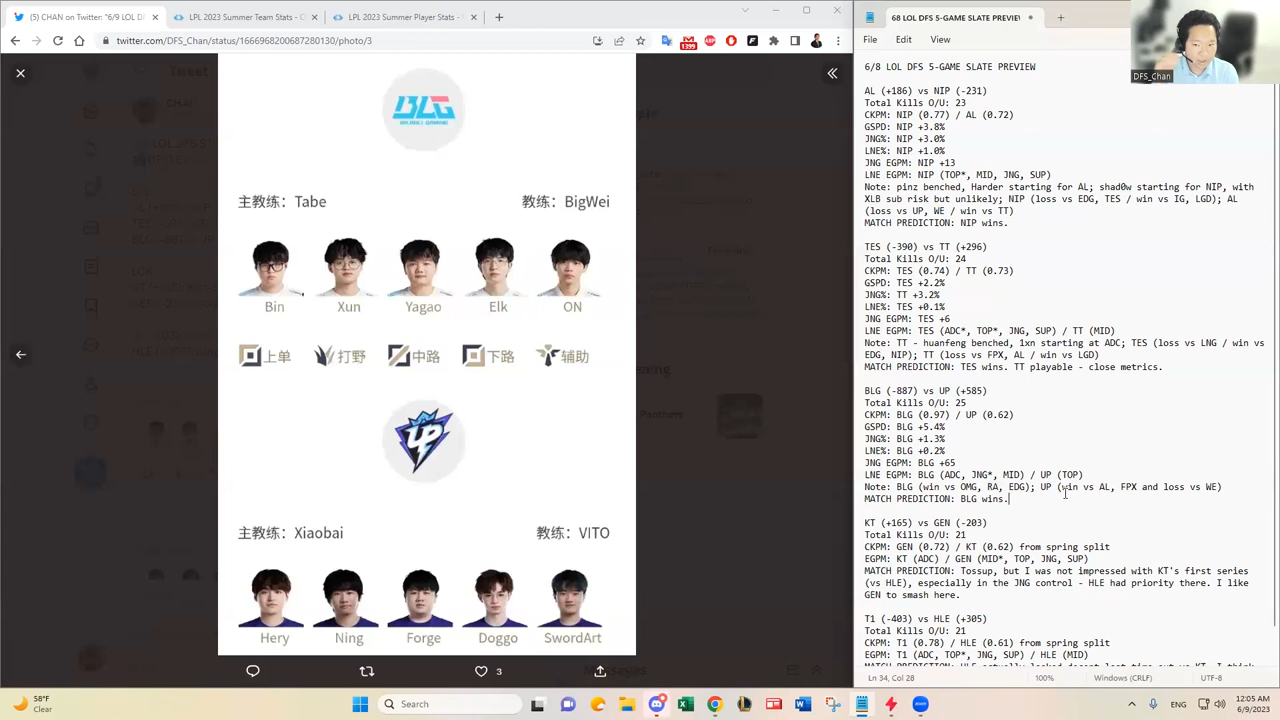 (5) CHAN on Twitter: "6/9 LOL DF
LPL 2023 Summer Team Stats - C
LPL 2023 Summer Player Stats -
twitter.com/DFS_Chan/status/1666968200687280130/photo/3
1399
BLG
主教练：Tabe
教练：BigWei
Bin
Xun
Yagao
Elk
ON
上单
打野
中路
下路
辅助
UP
主教练：Xiaobai
教练：VITO
Hery
Ning
Forge
Doggo
SwordArt
3
68 LOL DFS 5-GAME SLATE PREVIEW
File
Edit
View
DFS_Chan
6/8 LOL DFS 5-GAME SLATE PREVIEW
AL (+186) vs NIP (-231)
Total Kills O/U: 23
CKPM: NIP (0.77) / AL (0.72)
GSPD: NIP +3.8%
JNG%: NIP +3.0%
LNE%: NIP +1.0%
JNG EGPM: NIP +13
LNE EGPM: NIP (TOP*, MID, JNG, SUP)
Note: pinz benched, Harder starting for AL; shad0w starting for NIP, with
XLB sub risk but unlikely; NIP (loss vs EDG, TES / win vs IG, LGD); AL
(loss vs UP, WE / win vs TT)
MATCH PREDICTION: NIP wins.
TES (-390) vs TT (+296)
Total Kills O/U: 24
CKPM: TES (0.74) / TT (0.73)
GSPD: TES +2.2%
JNG%: TT +3.2%
LNE%: TES +0.1%
JNG EGPM: TES +6
LNE EGPM: TES (ADC*, TOP*, JNG, SUP) / TT (MID)
Note: TT - huanfeng benched, 1xn starting at ADC; TES (loss vs LNG / win vs
EDG, NIP); TT (loss vs FPX, AL / win vs LGD)
MATCH PREDICTION: TES wins. TT playable - close metrics.
BLG (-887) vs UP (+585)
Total Kills O/U: 25
CKPM: BLG (0.97) / UP (0.62)
GSPD: BLG +5.4%
JNG%: BLG +1.3%
LNE%: BLG +0.2%
JNG EGPM: BLG +65
LNE EGPM: BLG (ADC, JNG*, MID) / UP (TOP)
Note: BLG (win vs OMG, RA, EDG); UP (win vs AL, FPX and loss vs WE)
MATCH PREDICTION: BLG wins.
KT (+165) vs GEN (-203)
Total Kills O/U: 21
CKPM: GEN (0.72) / KT (0.62) from spring split
EGPM: KT (ADC) / GEN (MID*, TOP, JNG, SUP)
MATCH PREDICTION: Tossup, but I was not impressed with KT's first series
(vs HLE), especially in the JNG control - HLE had priority there. I like
GEN to smash here.
T1 (-403) vs HLE (+305)
Total Kills O/U: 21
CKPM: T1 (0.78) / HLE (0.61) from spring split
EGPM: T1 (ADC, TOP*, JNG, SUP) / HLE (MID)
Ln 34, Col 28
100%
Windows (CRLF)
UTF-8
58°F
Clear
Search
ENG
12:05 AM
6/9/2023